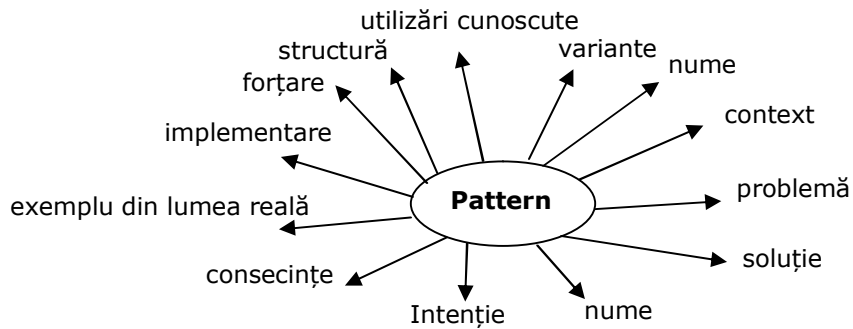 utilizări cunoscute
structură
variante
nume
forțare
context
implementare
problemă
Pattern
exemplu din lumea reală
soluție
consecințe
Intenție
nume